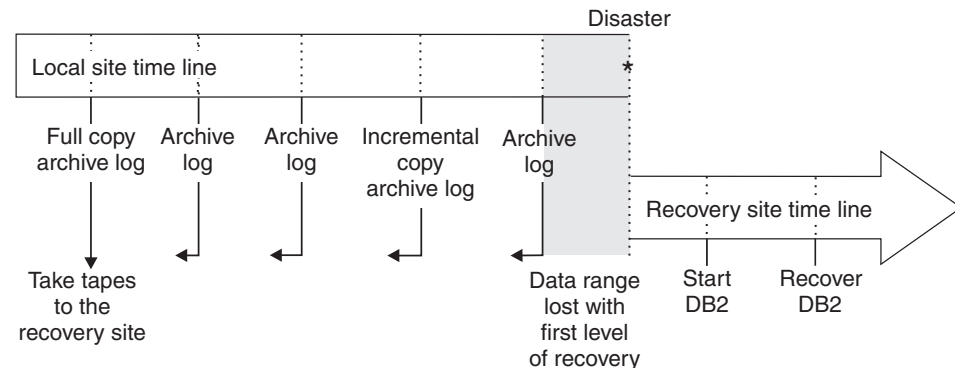 Disaster
Local site time line
*
Full copy
archive log
Archive
log
Archive
log
Incremental
copy
archive log
Archive
log
Recovery site time line
Take tapes
to the
recovery site
Data range
lost with
first level
of recovery
Start
DB2
Recover
DB2